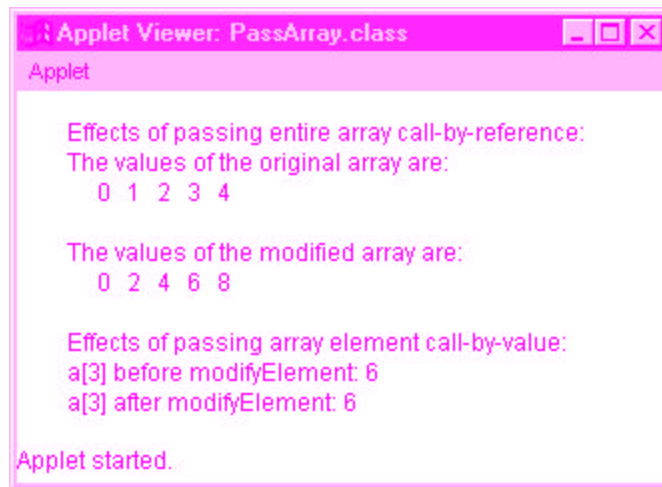 Applet Viewer: PassArray.class
Applet
Effects of passing entire array call-by-reference:
The values of the original array are:
0 1 2 3 4
The values of the modified array are:
0 2 4 6 8
Effects of passing array element call-by-value:
a[3] before modifyElement: 6
a[3] after modifyElement: 6
Applet started.